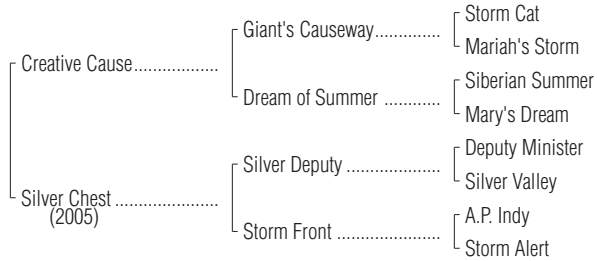 Storm Cat
Giant's Causeway..............
Mariah's Storm
Creative Cause..................
Siberian Summer
Dream of Summer ............
Mary's Dream
Deputy Minister
Silver Deputy ....................
Silver Valley
Silver Chest ......................
(2005)
A.P. Indy
Storm Front ......................
Storm Alert